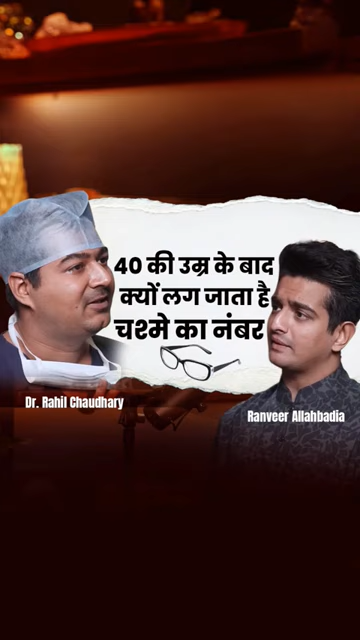 40 की उम्र के बाद
क्यों लग जाता है
चश्मे का नंबर
Dr. Rahil Chaudhary
Ranveer Allahbadia